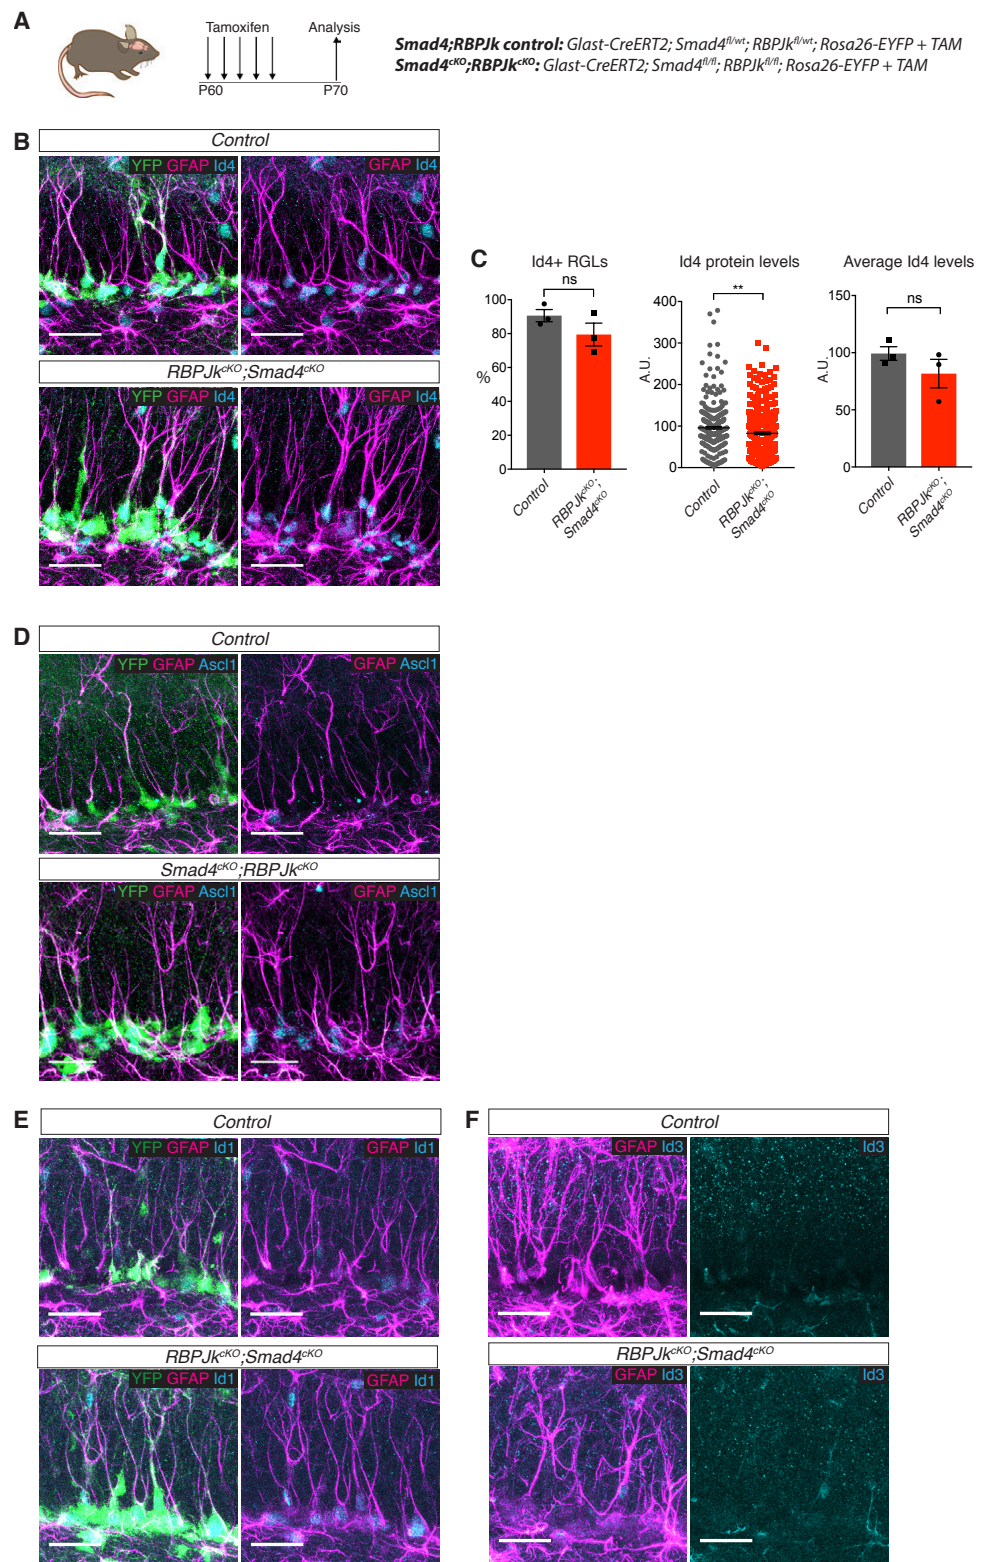 A
Tamoxifen
Analysis
P60
P70
Smad4;RBPJk control: Glast-CreERT2; Smad4fl/wt; RBPJkfl/wt; Rosa26-EYFP + TAM
Smad4cKO;RBPJkcKO: Glast-CreERT2; Smad4fl/fl; RBPJkfl/fl; Rosa26-EYFP + TAM
B
Control
YFP GFAP Id4
GFAP Id4
RBPJkcKO;Smad4cKO
YFP GFAP Id4
GFAP Id4
C
Id4+ RGLs
ns
100
80
60
%
40
20
0
Control
RBPJkcKO;
Smad4cKO
Id4 protein levels
**
400
300
A.U.
200
100
0
Control
RBPJkcKO;
Smad4cKO
Average Id4 levels
ns
150
A.U.
100
50
0
Control
RBPJkcKO;
Smad4cKO
D
Control
YFP GFAP Ascl1
GFAP Ascl1
Smad4cKO;RBPJkcKO
YFP GFAP Ascl1
GFAP Ascl1
E
Control
YFP GFAP Id1
GFAP Id1
RBPJkcKO;Smad4cKO
YFP GFAP Id1
GFAP Id1
F
Control
GFAP Id3
Id3
RBPJkcKO;Smad4cKO
GFAP Id3
Id3